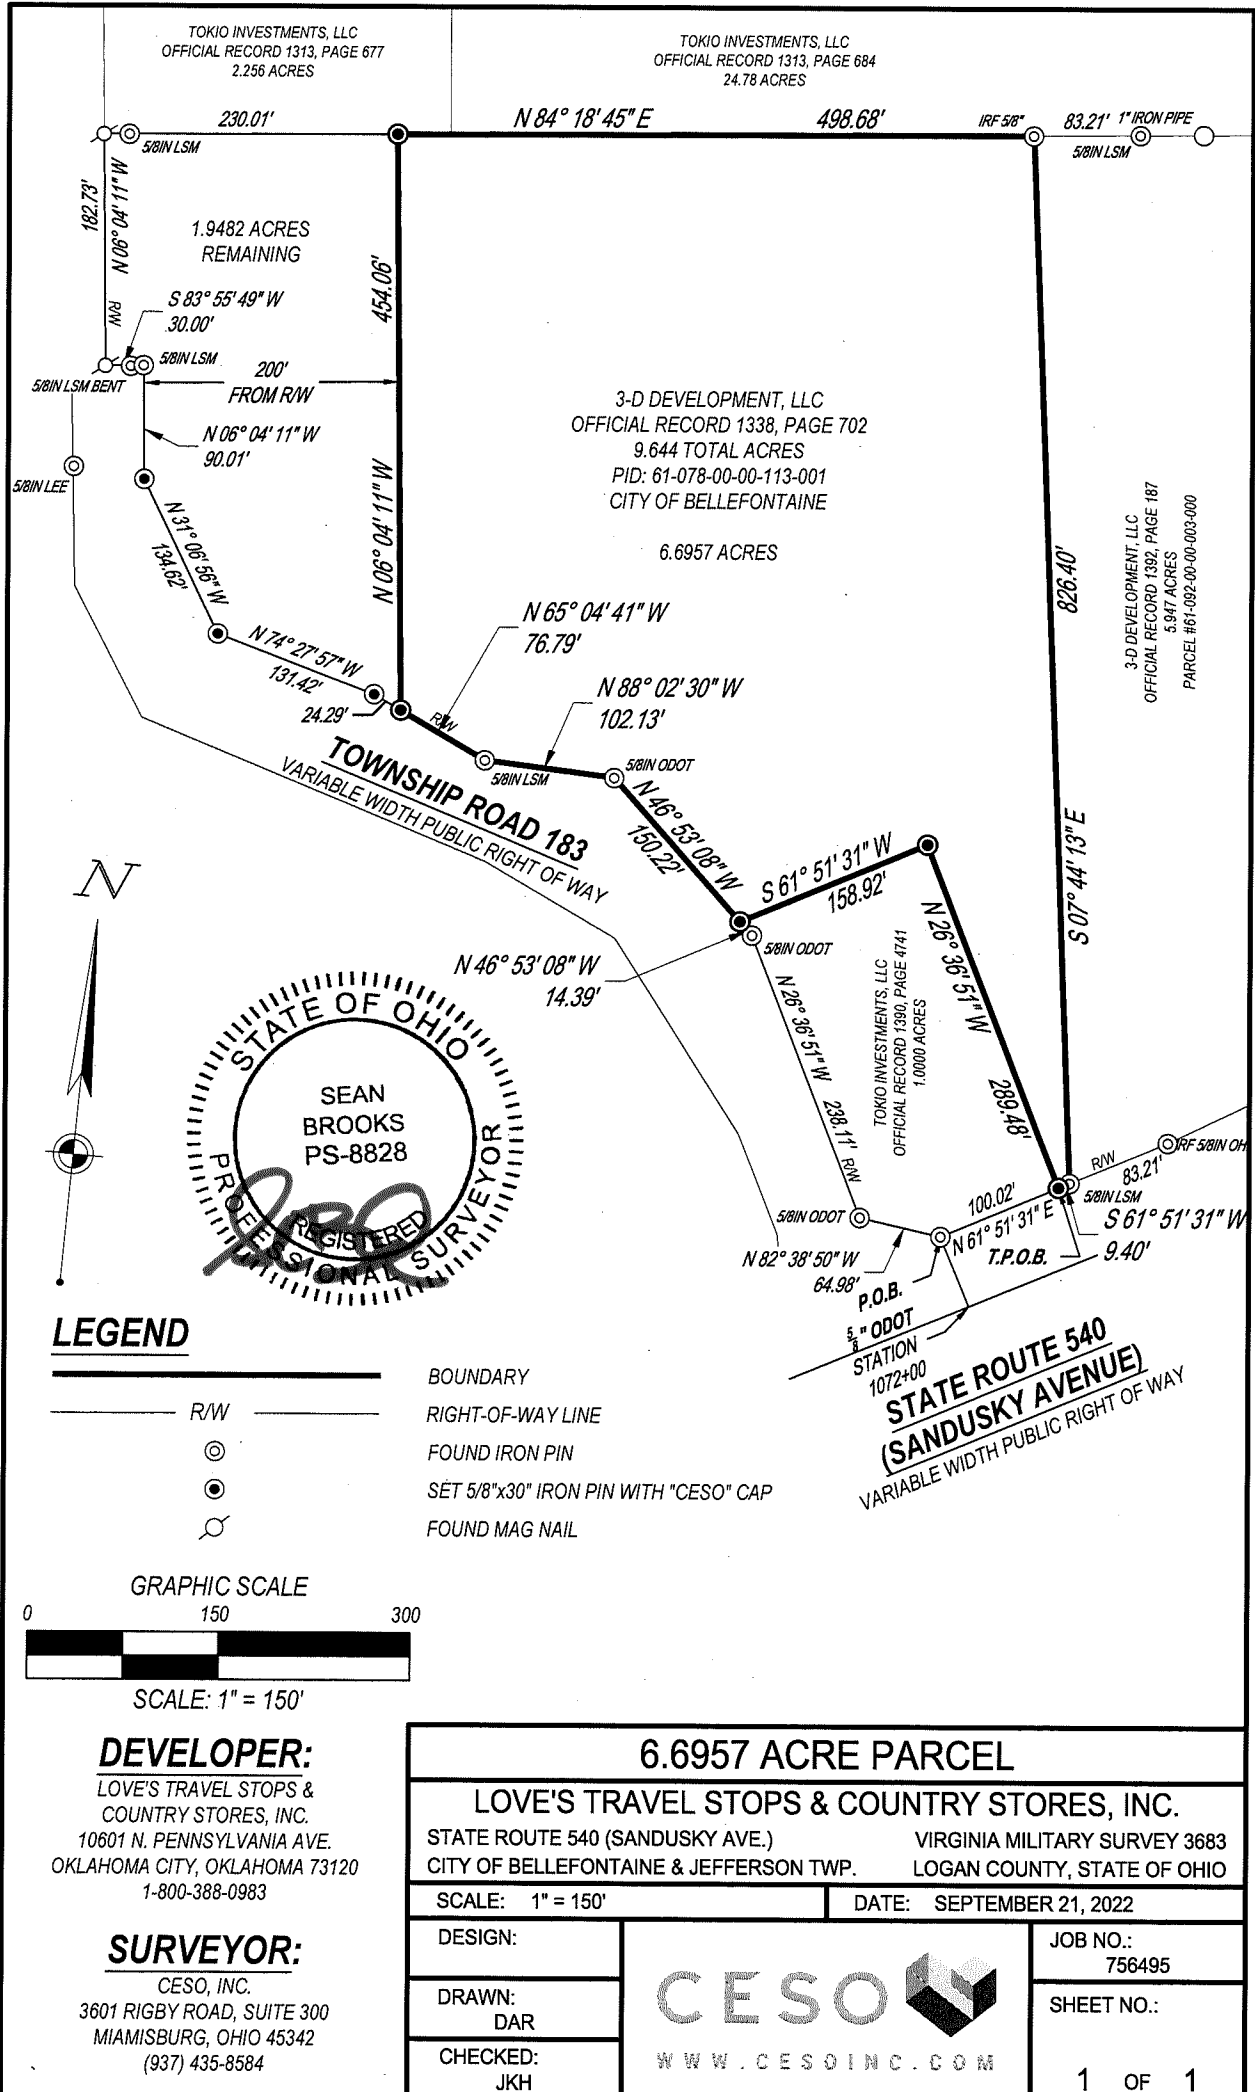 TOKIO INVESTMENTS, LLC
OFFICIAL RECORD 1313, PAGE 677
2.256 ACRES
TOKIO INVESTMENTS, LLC
OFFICIAL RECORD 1313, PAGE 684
24.78 ACRES
230.01'
N 84° 18' 45" E
498.68'
IRF 5/8"
83.21'
1" IRON PIPE
5/8IN LSM
5/8IN LSM
182.73'
N 06° 04' 11" W
R/W
1.9482 ACRES
REMAINING
S 83° 55' 49" W
30.00'
5/8IN LSM
5/8IN LSM BENT
200'
FROM R/W
454.06'
N 06° 04' 11" W
N 06° 04' 11" W
90.01'
5/8IN LEE
N 31° 06' 56" W
134.62'
N 74° 27' 57" W
131.42'
24.29'
3-D DEVELOPMENT, LLC
OFFICIAL RECORD 1338, PAGE 702
9.644 TOTAL ACRES
PID: 61-078-00-00-113-001
CITY OF BELLEFONTAINE
6.6957 ACRES
826.40'
S 07° 44' 13" E
3-D DEVELOPMENT, LLC
OFFICIAL RECORD 1392, PAGE 187
5.947 ACRES
PARCEL #61-092-00-00-003-000
N 65° 04' 41" W
76.79'
R/W
N 88° 02' 30" W
102.13'
5/8IN LSM
5/8IN ODOT
TOWNSHIP ROAD 183
VARIABLE WIDTH PUBLIC RIGHT OF WAY
N 46° 53' 08" W
150.22'
S 61° 51' 31" W
158.92'
N 46° 53' 08" W
14.39'
5/8IN ODOT
N 26° 36' 51" W
238.11'
R/W
TOKIO INVESTMENTS, LLC
OFFICIAL RECORD 1390, PAGE 4741
1.0000 ACRES
N 26° 36' 51" W
289.48'
N
STATE OF OHIO
SEAN
BROOKS
PS-8828
REGISTERED
PROFESSIONAL SURVEYOR
5/8IN ODOT
N 82° 38' 50" W
64.98'
100.02'
N 61° 51' 31" E
T.P.O.B.
R/W
83.21'
IRF 5/8IN OH
5/8IN LSM
S 61° 51' 31" W
9.40'
P.O.B.
5/8" ODOT
STATION
1072+00
STATE ROUTE 540
(SANDUSKY AVENUE)
VARIABLE WIDTH PUBLIC RIGHT OF WAY
LEGEND
BOUNDARY
R/W RIGHT-OF-WAY LINE
FOUND IRON PIN
SET 5/8"x30" IRON PIN WITH "CESO" CAP
FOUND MAG NAIL
GRAPHIC SCALE
0 150 300
SCALE: 1" = 150'
DEVELOPER:
LOVE'S TRAVEL STOPS &
COUNTRY STORES, INC.
10601 N. PENNSYLVANIA AVE.
OKLAHOMA CITY, OKLAHOMA 73120
1-800-388-0983
SURVEYOR:
CESO, INC.
3601 RIGBY ROAD, SUITE 300
MIAMISBURG, OHIO 45342
(937) 435-8584
6.6957 ACRE PARCEL
LOVE'S TRAVEL STOPS & COUNTRY STORES, INC.
STATE ROUTE 540 (SANDUSKY AVE.) VIRGINIA MILITARY SURVEY 3683
CITY OF BELLEFONTAINE & JEFFERSON TWP. LOGAN COUNTY, STATE OF OHIO
SCALE: 1" = 150' DATE: SEPTEMBER 21, 2022
DESIGN:
DRAWN:
DAR
CHECKED:
JKH
CESO
WWW.CESOINC.COM
JOB NO.:
756495
SHEET NO.:
1 OF 1